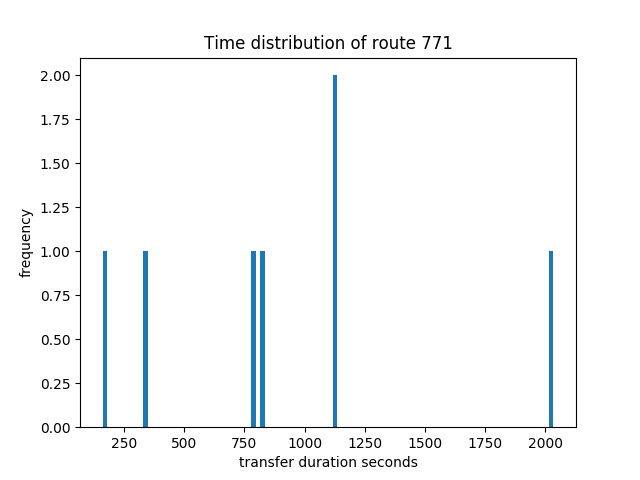 Time distribution of route 771
2.00
1.75
1.50
1.25
1.00
0.75
0.50
0.25
0.00
frequency
250 500 750 1000 1250 1500 1750 2000
transfer duration seconds